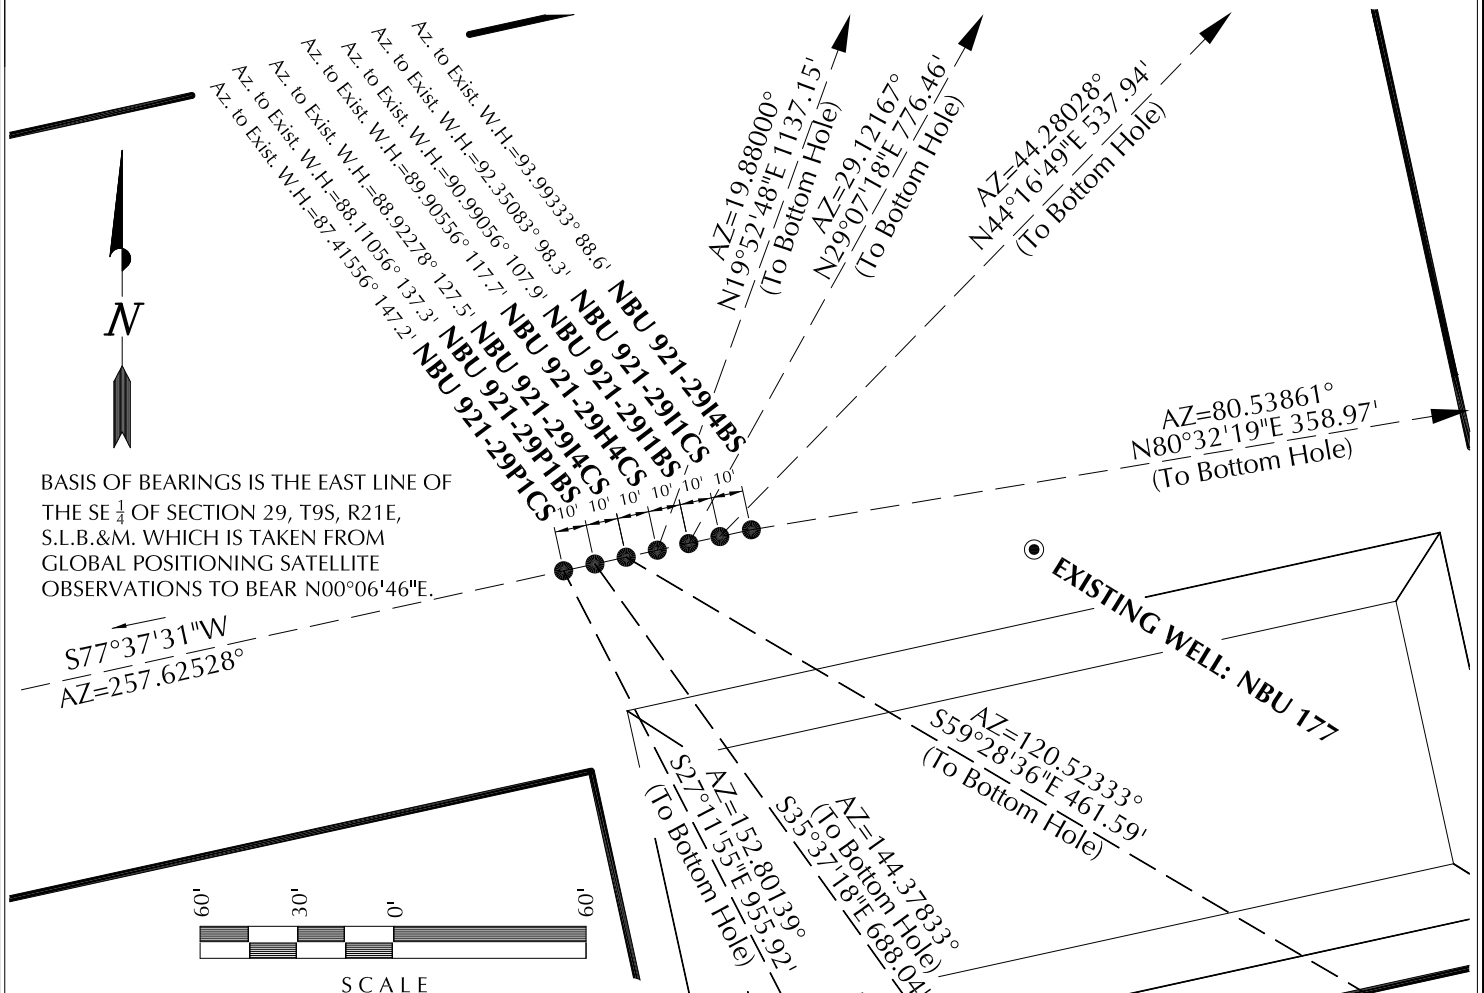 Az. to Exist. W.H.=87.41556° 147.2'
Az. to Exist. W.H.=88.11056° 137.3'
Az. to Exist. W.H.=88.92278° 127.5'
Az. to Exist. W.H.=89.90556° 117.7'
Az. to Exist. W.H.=90.99056° 107.9'
Az. to Exist. W.H.=92.35083° 98.3'
Az. to Exist. W.H.=93.99333° 88.6'
NBU 921-29P1CS
NBU 921-29P1BS
NBU 921-29I4CS
NBU 921-29H4CS
NBU 921-29I1BS
NBU 921-29I1CS
NBU 921-29I4BS
AZ=19.88000°
N19°52'48"E 1137.15'
(To Bottom Hole)
AZ=29.12167°
N29°07'18"E 776.46'
(To Bottom Hole)
AZ=44.28028°
N44°16'49"E 537.94'
(To Bottom Hole)
AZ=80.53861°
N80°32'19"E 358.97'
(To Bottom Hole)
N
10'
10'
10'
10'
10'
10'
BASIS OF BEARINGS IS THE EAST LINE OF
THE SE 1/4 OF SECTION 29, T9S, R21E,
S.L.B.&M. WHICH IS TAKEN FROM
GLOBAL POSITIONING SATELLITE
OBSERVATIONS TO BEAR N00°06'46"E.
S77°37'31"W
AZ=257.62528°
EXISTING WELL: NBU 177
AZ=120.52333°
S59°28'36"E 461.59'
(To Bottom Hole)
AZ=144.37833°
(To Bottom Hole)
S35°37'18"E 688.04'
AZ=152.80139°
S27°11'55"E 955.92'
(To Bottom Hole)
60'
30'
0'
60'
SCALE